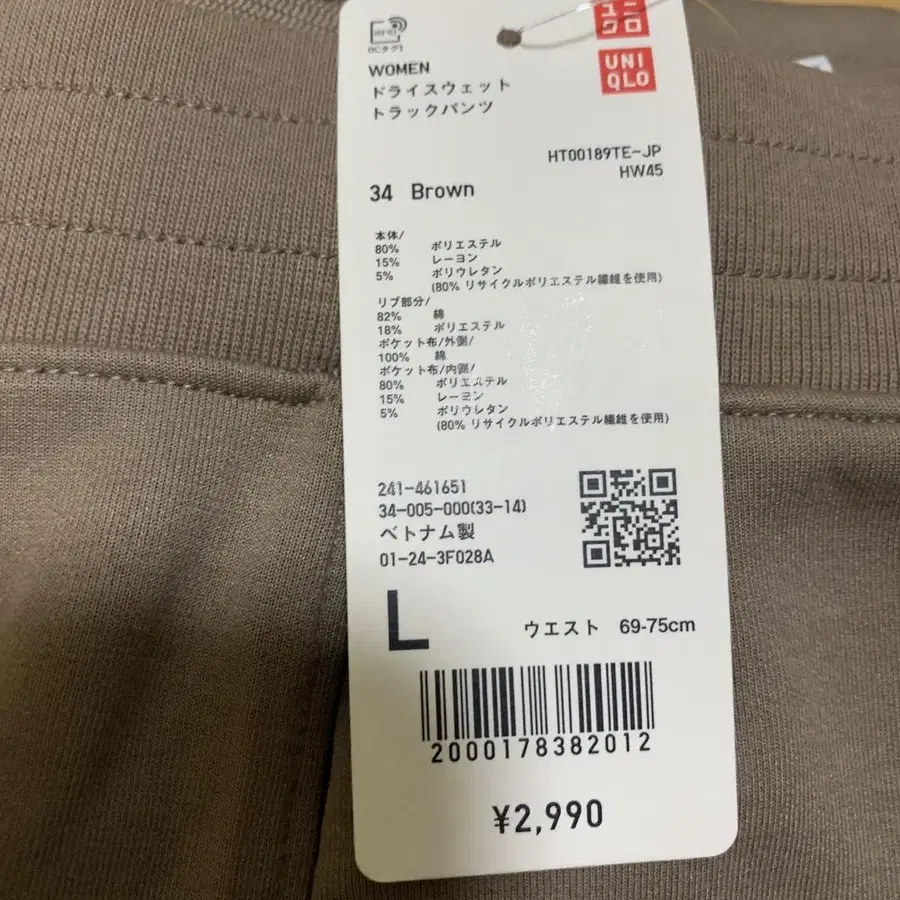 RFID
ICタグ1
ユニ
クロ
UNI
QLO
WOMEN
ドライスウェット
トラックパンツ
HT00189TE-JP
HW45
34 Brown
本体/
80% ポリエステル
15% レーヨン
5% ポリウレタン
(80% リサイクルポリエステル繊維を使用)
リブ部分/
82% 綿
18% ポリエステル
ポケット布/外側/
100% 綿
ポケット布/内側/
80% ポリエステル
15% レーヨン
5% ポリウレタン
(80% リサイクルポリエステル繊維を使用)
241-461651
34-005-000(33-14)
ベトナム製
01-24-3F028A
L ウエスト 69-75cm
2000178382012
¥2,990